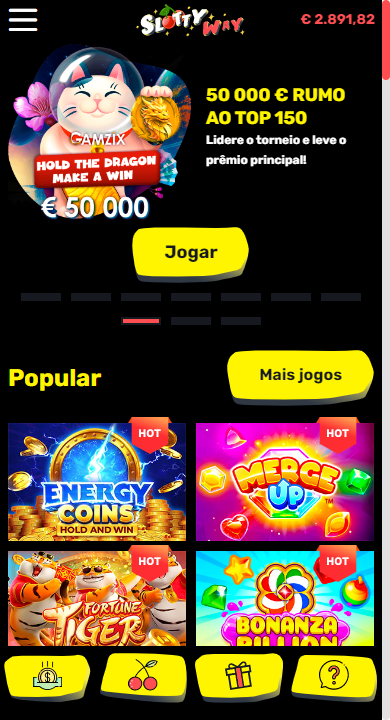 SLOTTY WAY
€ 2.891,82
GAMZIX
HOLD THE DRAGON
MAKE A WIN
€ 50 000
50 000 € RUMO
AO TOP 150
Lidere o torneio e leve o
prêmio principal!
Jogar
Popular
Mais jogos
HOT
ENERGY
COINS
HOLD AND WIN
HOT
MERGE
UP™
HOT
FORTUNE
TIGER
HOT
BONANZA
BILLION